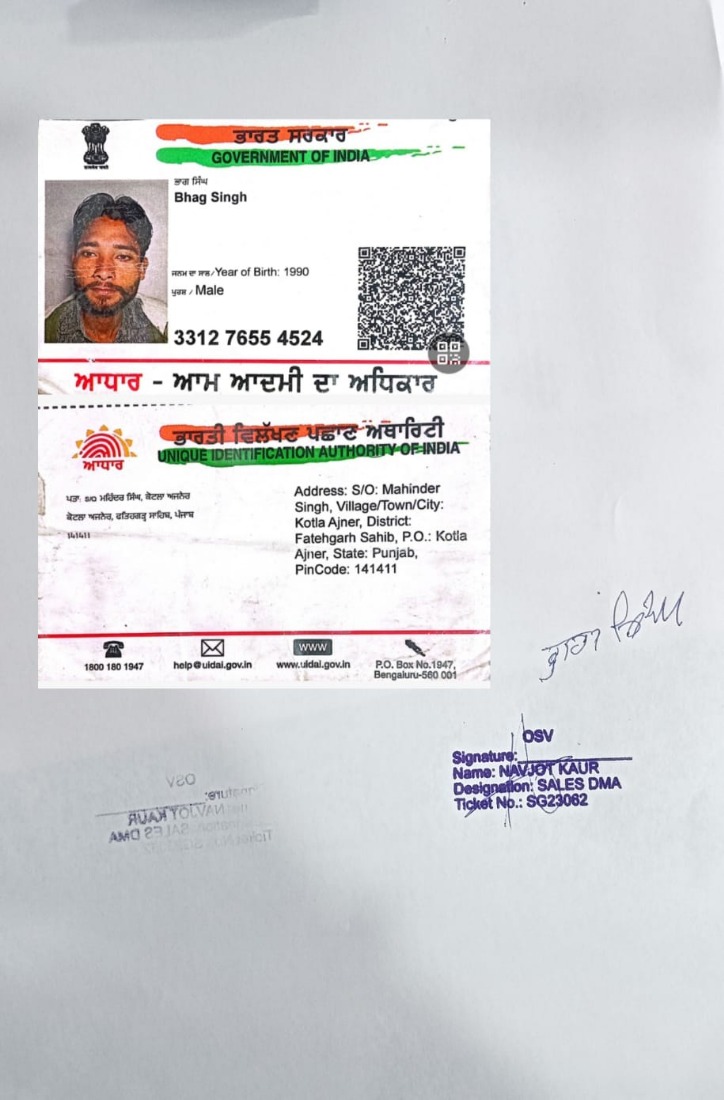 ਭਾਰਤ ਸਰਕਾਰ
GOVERNMENT OF INDIA
ਭਾਗ ਸਿੰਘ
Bhag Singh
ਜਨਮ ਦਾ ਸਾਲ/Year of Birth: 1990
ਪੁਰਸ਼ / Male
3312 7655 4524
ਆਧਾਰ - ਆਮ ਆਦਮੀ ਦਾ ਅਧਿਕਾਰ
ਭਾਰਤੀ ਵਿਲੱਖਣ ਪਛਾਣ ਅਥਾਰਿਟੀ
UNIQUE IDENTIFICATION AUTHORITY OF INDIA
ਆਧਾਰ
ਪਤਾ: S/O ਮਹਿੰਦਰ ਸਿੰਘ, ਕੋਟਲਾ ਅਜਨੇਰ
ਕੋਟਲਾ ਅਜਨੇਰ, ਫਤਿਹਗੜ੍ਹ ਸਾਹਿਬ, ਪੰਜਾਬ
141411
Address: S/O: Mahinder
Singh, Village/Town/City:
Kotla Ajner, District:
Fatehgarh Sahib, P.O.: Kotla
Ajner, State: Punjab,
PinCode: 141411
1800 180 1947
help@uidai.gov.in
www
www.uidai.gov.in
P.O. Box No.1947,
Bengaluru-560 001
ਭਾਗ ਸਿੰਘ
OSV
Signature:
Name: NAVJOT KAUR
Designation: SALES DMA
Ticket No.: SG23062